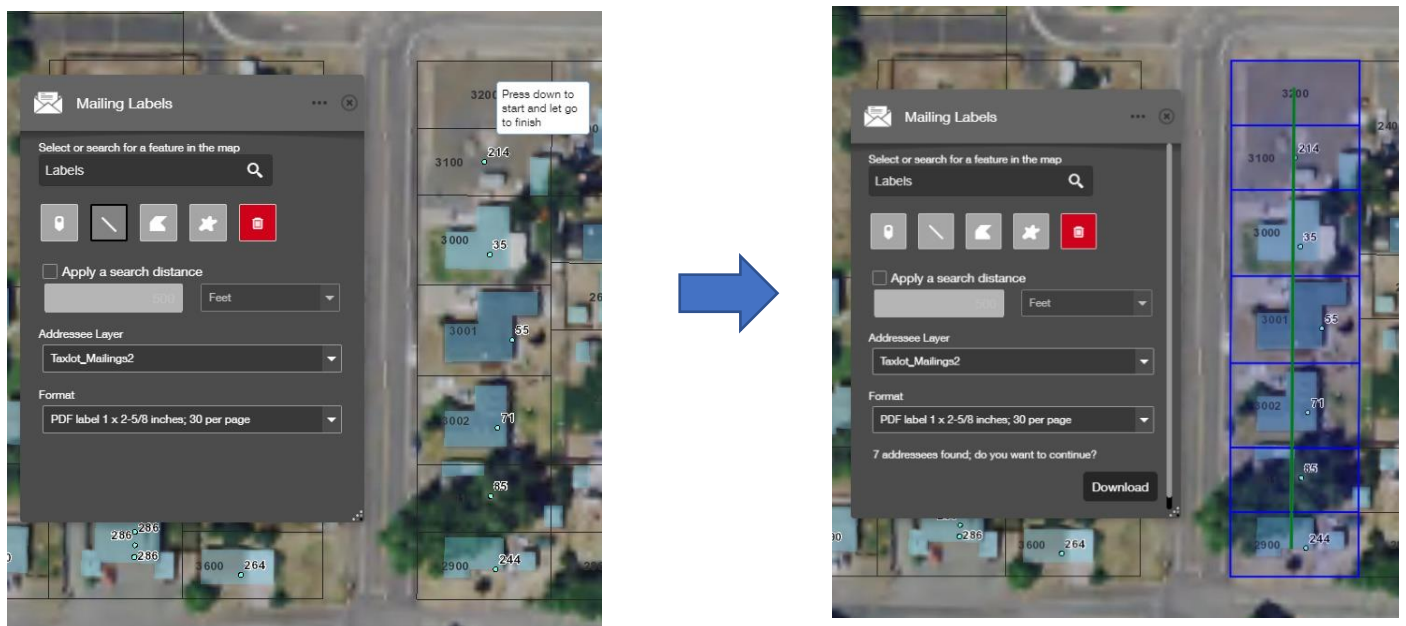 Mailing Labels
Select or search for a feature in the map
Labels
Apply a search distance
500 Feet
Addressee Layer
Taxlot_Mailings2
Format
PDF label 1 x 2-5/8 inches; 30 per page
Press down to
start and let go
to finish
3200
3100 214
3000 35
3001 55
3002 71
85
2900 244
286 286
286
3600 264
Mailing Labels
Select or search for a feature in the map
Labels
Apply a search distance
500 Feet
Addressee Layer
Taxlot_Mailings2
Format
PDF label 1 x 2-5/8 inches; 30 per page
7 addressees found; do you want to continue?
Download
3200
240
3100 214
3000 35
3001 55
3002 71
85
2900 244
286
3600 264